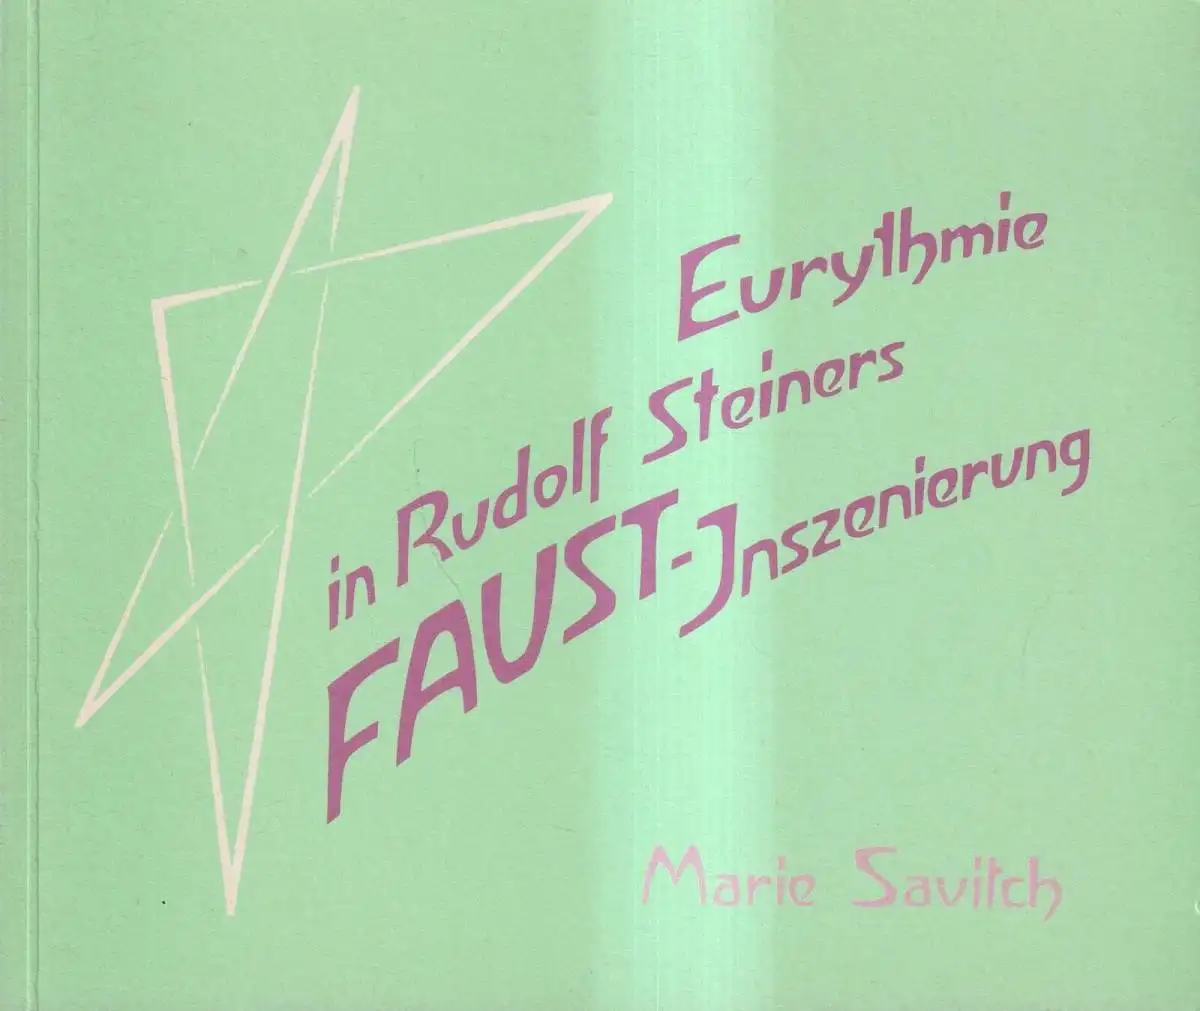 Eurythmie
in Rudolf Steiners
FAUST-Jnszenierung
Marie Savitch